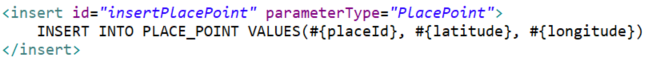 <insert id="insertPlacePoint" parameterType="PlacePoint">
INSERT INTO PLACE_POINT VALUES(#{placeId}, #{latitude}, #{longitude})
</insert>